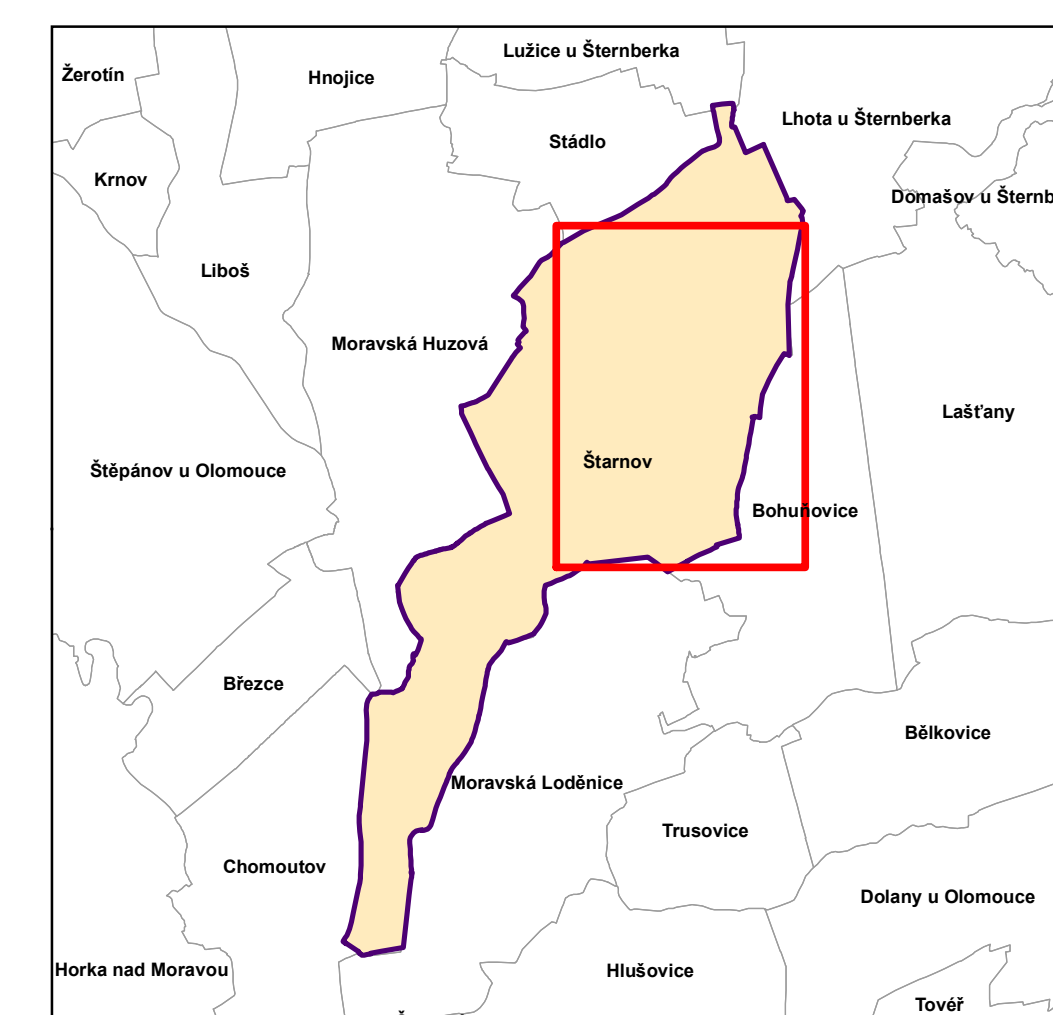 Lužice u Šternberka
Žerotín
Hnojice
Lhota u Šternberka
Stádlo
Krnov
Domašov u Šternb
Liboš
Moravská Huzová
Lašťany
Štarnov
Štěpánov u Olomouce
Bohuňovice
Březce
Bělkovice
Moravská Loděnice
Trusovice
Chomoutov
Dolany u Olomouce
Horka nad Moravou
Hlušovice
Tovéř